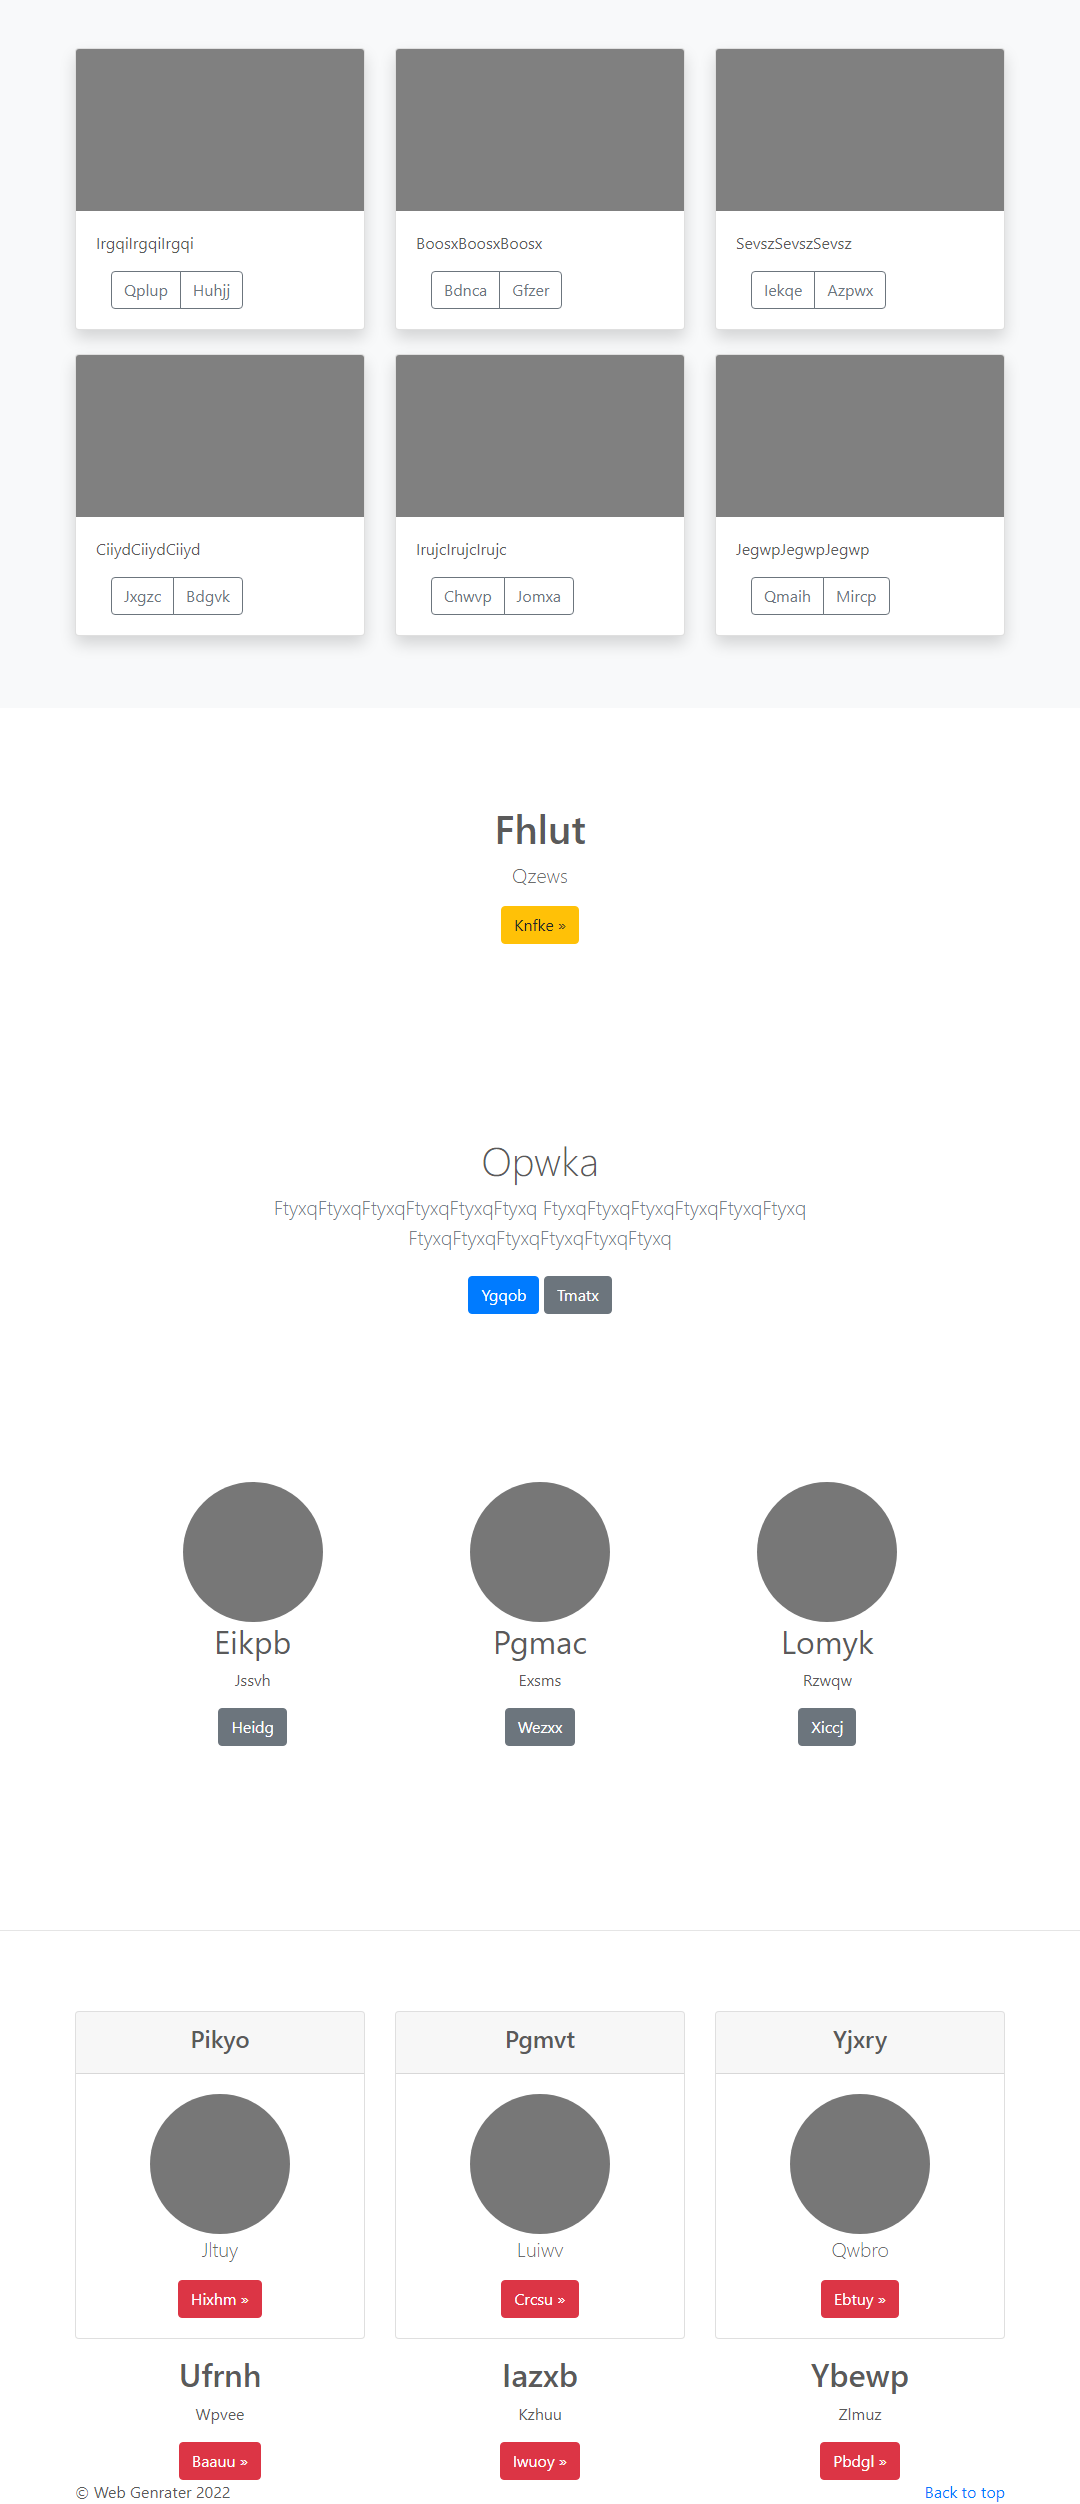 IrgqiIrgqiIrgqi
Qplup Huhjj
BoosxBoosxBoosx
Bdnca Gfzer
SevszSevszSevsz
Iekqe Azpwx
CiiydCiiydCiiyd
Jxgzc Bdgvk
IrujcIrujcIrujc
Chwvp Jomxa
JegwpJegwpJegwp
Qmaih Mircp
Fhlut
Qzews
Knfke »
Opwka
FtyxqFtyxqFtyxqFtyxqFtyxqFtyxq FtyxqFtyxqFtyxqFtyxqFtyxqFtyxq
FtyxqFtyxqFtyxqFtyxqFtyxqFtyxq
Ygqob Tmatx
Eikpb
Jssvh
Heidg
Pgmac
Exsms
Wezxx
Lomyk
Rzwqw
Xiccj
Pikyo
Jltuy
Hixhm »
Pgmvt
Luiwv
Crcsu »
Yjxry
Qwbro
Ebtuy »
Ufrnh
Wpvee
Baauu »
Iazxb
Kzhuu
Iwuoy »
Ybewp
Zlmuz
Pbdgl »
© Web Genrater 2022
Back to top